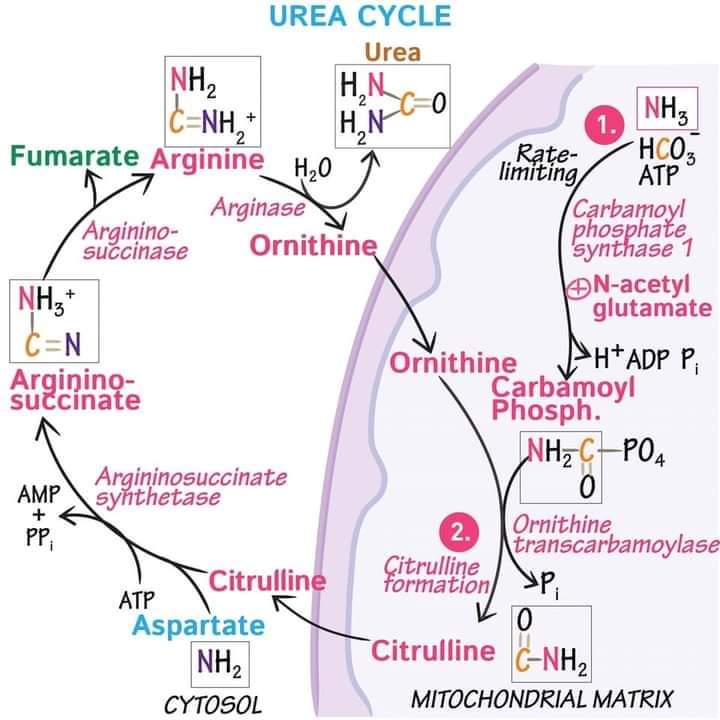 UREA CYCLE
Urea
H₂N
C=O
H₂N
NH₂
C=NH₂⁺
Fumarate
Arginine
H₂O
Arginase
Ornithine
Arginino-
succinase
NH₃⁺
C=N
Arginino-
succinate
Argininosuccinate
synthetase
AMP
+
PPᵢ
ATP
Citrulline
Aspartate
NH₂
CYTOSOL
1.
NH₃
HCO₃⁻
ATP
Rate-
limiting
Carbamoyl
phosphate
synthase 1
⊕N-acetyl
glutamate
H⁺ ADP Pᵢ
Ornithine
Carbamoyl
Phosph.
NH₂-C-PO₄
O
2.
Citrulline
formation
Ornithine
transcarbamoylase
Pᵢ
Citrulline
O
C-NH₂
MITOCHONDRIAL MATRIX